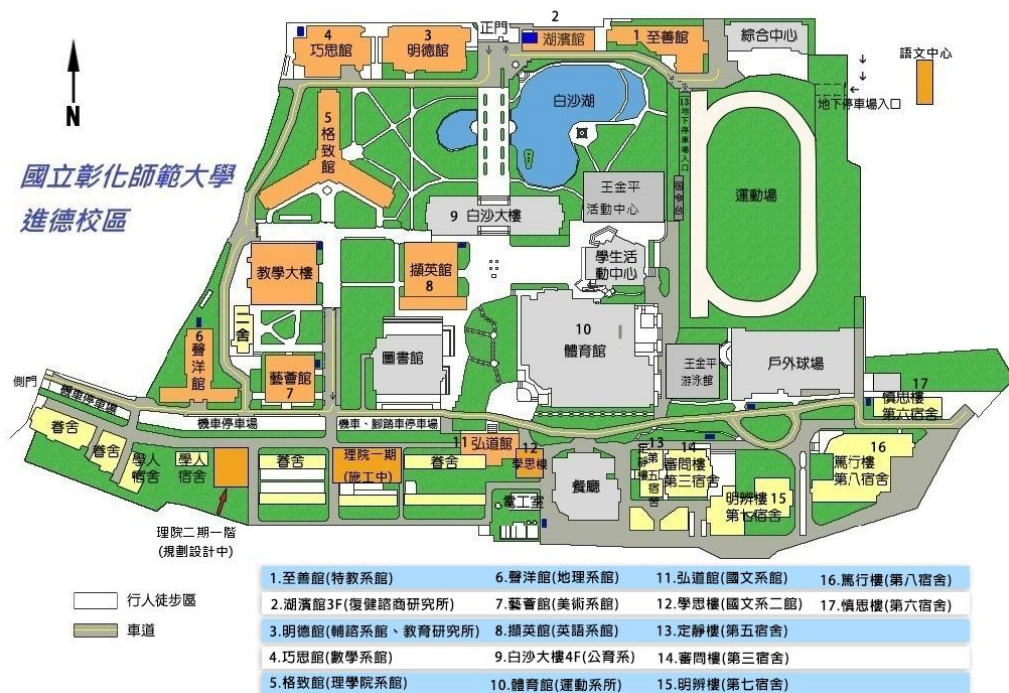 N
國立彰化師範大學
進德校區
4
巧思館
3
明德館
正門
2
湖濱館
1 至善館
綜合中心
語文中心
地下停車場入口
13地下停車場入口
5
格致館
白沙湖
王金平
活動中心
司令台
運動場
9 白沙大樓
學生活
動中心
教學大樓
擷英館
8
二舍
6
聲洋館
藝薈館
7
圖書館
10
體育館
王金平
游泳館
戶外球場
17
慎思樓
第六宿舍
側門
機車停車場
機車停車場
機車、腳踏車停車場
眷舍
眷舍
學人
宿舍
學人
宿舍
眷舍
理院一期
(施工中)
眷舍
11 弘道館
12
學思樓
餐廳
電工室
13
定靜樓
第五宿舍
14
審問樓
第三宿舍
明辨樓 15
第七宿舍
16
篤行樓
第八宿舍
理院二期一階
(規劃設計中)
行人徒步區
車道
1.至善館(特教系館)
2.湖濱館3F(復健諮商研究所)
3.明德館(輔諮系館、教育研究所)
4.巧思館(數學系館)
5.格致館(理學院系館)
6.聲洋館(地理系館)
7.藝薈館(美術系館)
8.擷英館(英語系館)
9.白沙大樓4F(公育系)
10.體育館(運動系所)
11.弘道館(國文系館)
12.學思樓(國文系二館)
13.定靜樓(第五宿舍)
14.審問樓(第三宿舍)
15.明辨樓(第七宿舍)
16.篤行樓(第八宿舍)
17.慎思樓(第六宿舍)